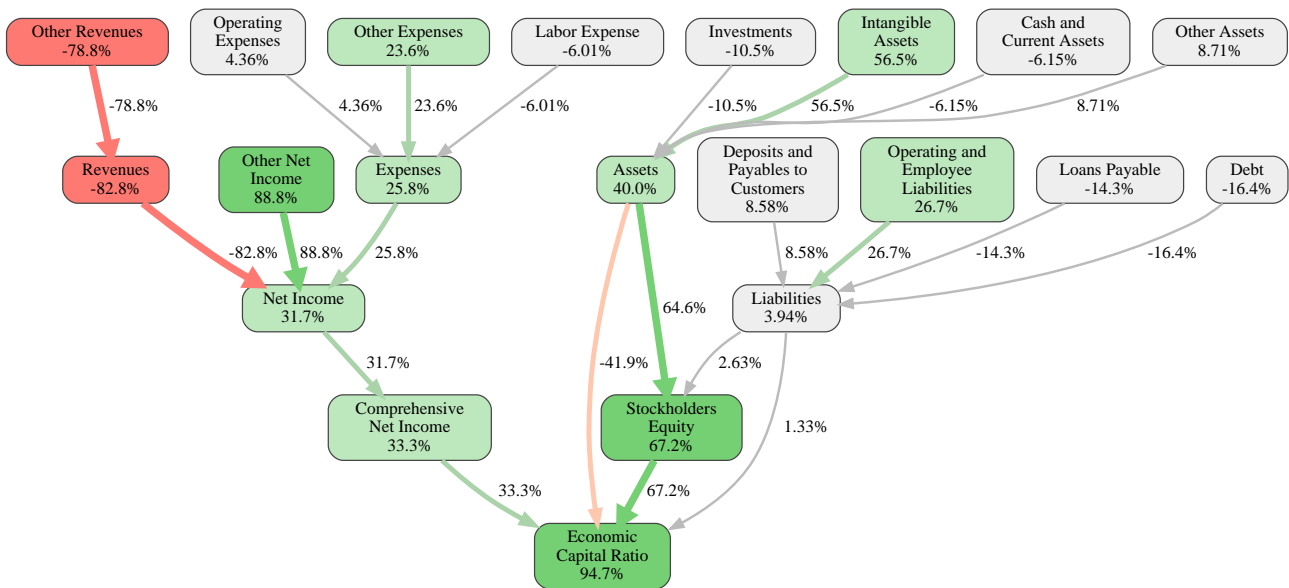 Other Revenues
-78.8%
Operating
Expenses
4.36%
Other Expenses
23.6%
Labor Expense
-6.01%
Investments
-10.5%
Intangible
Assets
56.5%
Cash and
Current Assets
-6.15%
Other Assets
8.71%
-78.8%
4.36%
23.6%
-6.01%
-10.5%
56.5%
-6.15%
8.71%
Revenues
-82.8%
Other Net
Income
88.8%
Expenses
25.8%
Assets
40.0%
Deposits and
Payables to
Customers
8.58%
Operating and
Employee
Liabilities
26.7%
Loans Payable
-14.3%
Debt
-16.4%
-82.8%
88.8%
25.8%
8.58%
26.7%
-14.3%
-16.4%
Net Income
31.7%
64.6%
Liabilities
3.94%
31.7%
-41.9%
2.63%
Comprehensive
Net Income
33.3%
Stockholders
Equity
67.2%
1.33%
33.3%
67.2%
Economic
Capital Ratio
94.7%